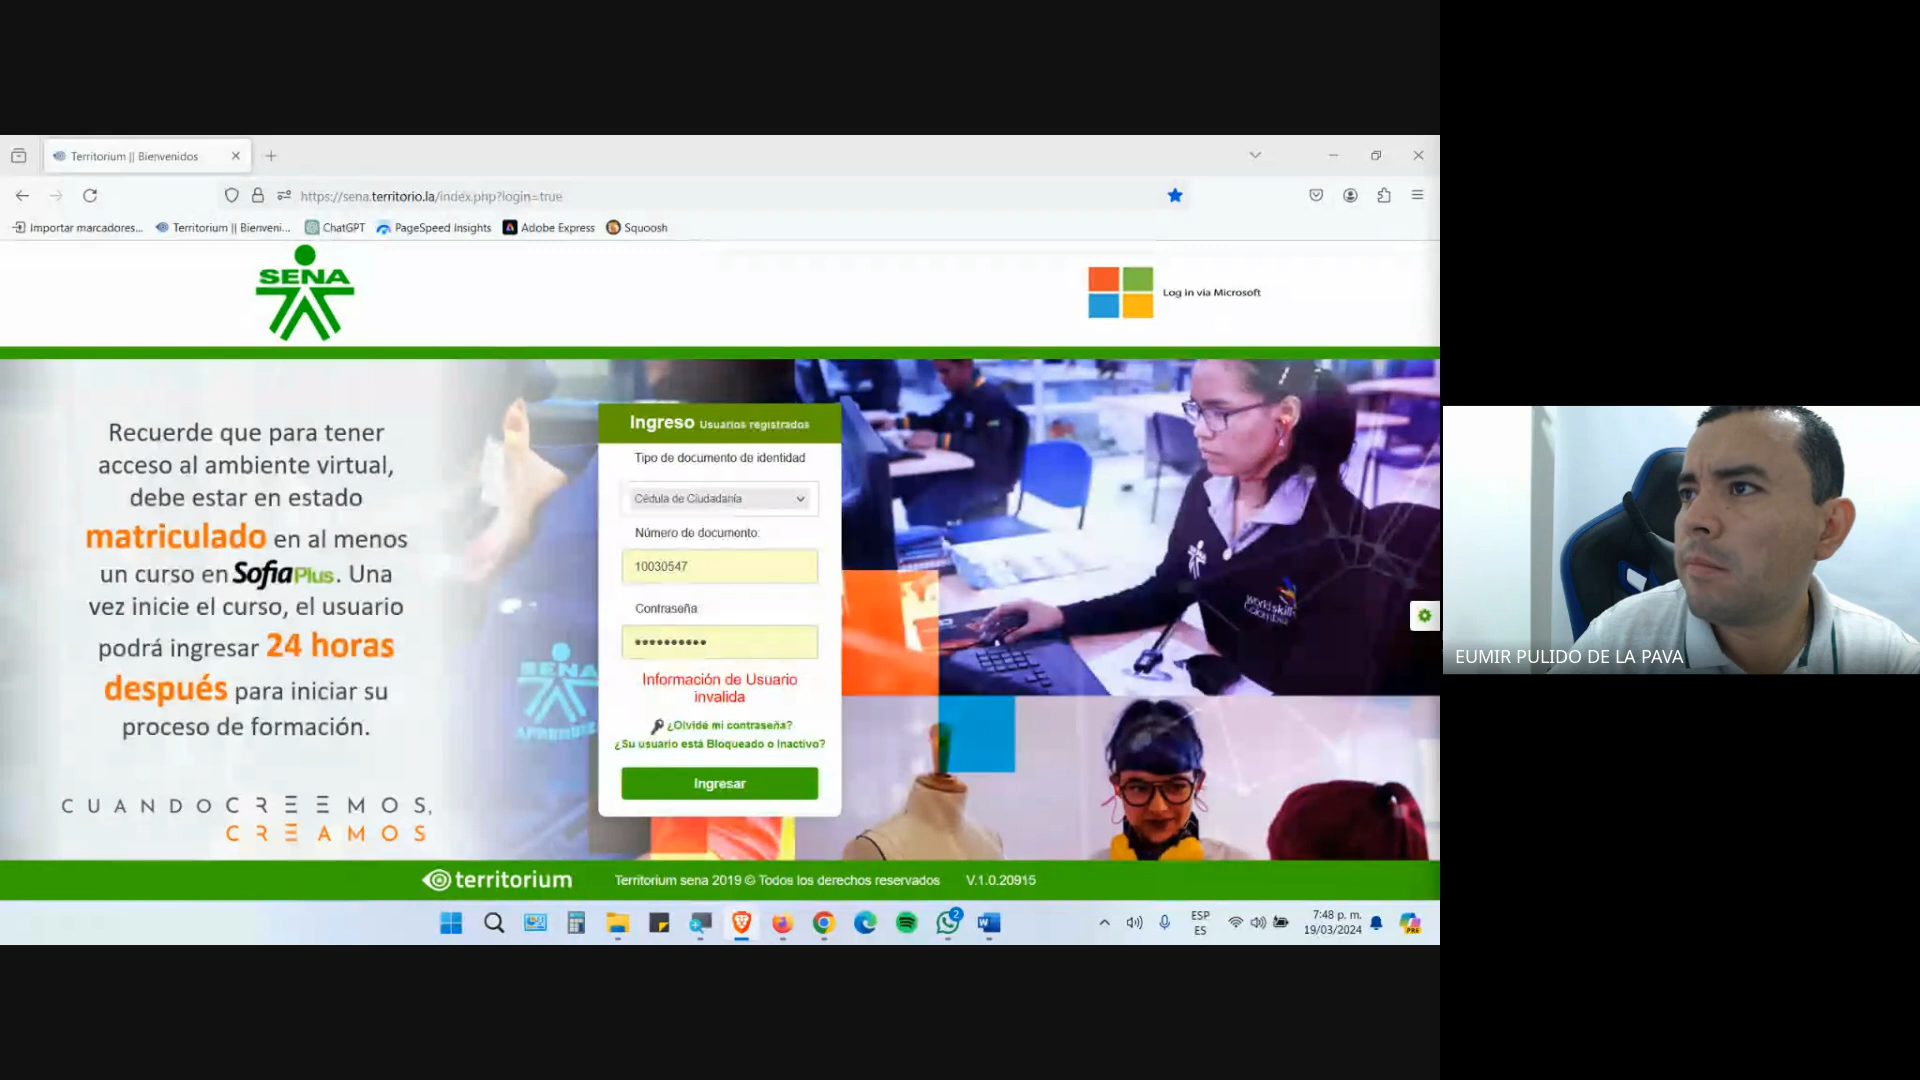 Territorium || Bienvenidos
https://sena.territorio.la/index.php?login=true
Importar marcadores...
Territorium || Bienveni...
ChatGPT
PageSpeed Insights
Adobe Express
Squoosh
SENA
Log in via Microsoft
Recuerde que para tener
acceso al ambiente virtual,
debe estar en estado
matriculado en al menos
un curso en SofiaPlus. Una
vez inicie el curso, el usuario
podrá ingresar 24 horas
después para iniciar su
proceso de formación.
CUANDO CREEMOS,
CREAMOS
Ingreso Usuarios registrados
Tipo de documento de identidad
Cédula de Ciudadanía
Número de documento:
10030547
Contraseña
Información de Usuario
invalida
¿Olvidé mi contraseña?
¿Su usuario está Bloqueado o Inactivo?
Ingresar
SENA
APRENDIZ
worldskills
Colombia
territorium
Territorium sena 2019 © Todos los derechos reservados
V.1.0.20915
2
ESP
ES
7:48 p. m.
19/03/2024
PRE
EUMIR PULIDO DE LA PAVA